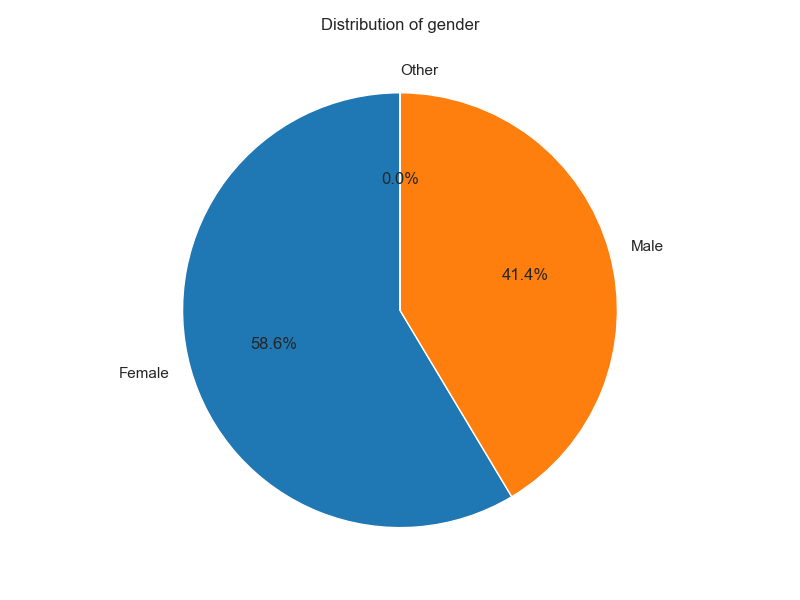 Distribution of gender
Other
0.0%
Male
41.4%
58.6%
Female